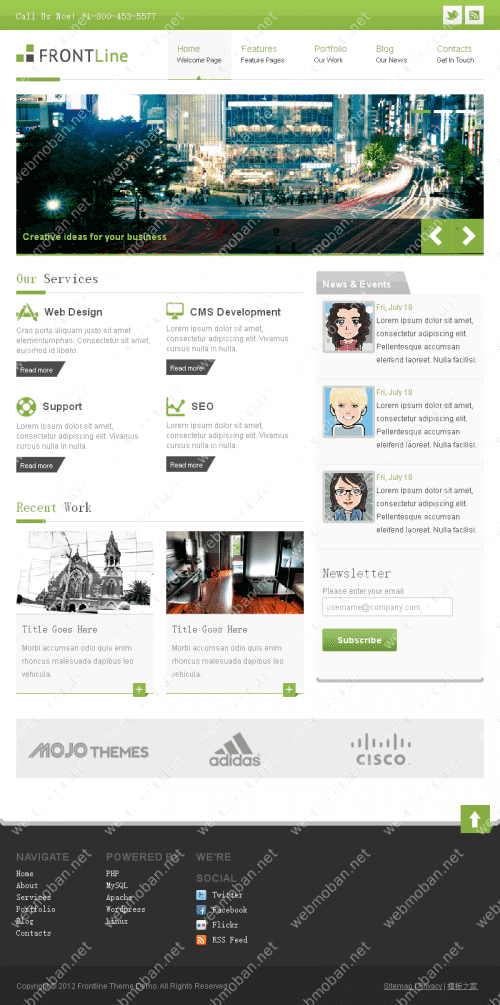 Call Us Now! +1-800-453-5577
FRONTLine
Home
Welcome Page
Features
Feature Pages
Portfolio
Our Work
Blog
Our News
Contacts
Get In Touch
Creative ideas for your business
Our Services
Web Design
Cras porta aliquam justo sit amet
elementumphas. Consectetur sit amet,
euismod id libero.
Read more
CMS Development
Lorem ipsum dolor sit amet,
consectetur adipiscing elit. Vivamus
cursus nulla in nulla.
Read more
Support
Lorem ipsum dolor sit amet,
consectetur adipiscing elit. Vivamus
cursus nulla in nulla.
Read more
SEO
Lorem ipsum dolor sit amet,
consectetur adipiscing elit. Vivamus
cursus nulla in nulla.
Read more
News & Events
Fri, July 18
Lorem ipsum dolor sit amet,
consectetur adipiscing elit.
Pellentesque accumsan
eleifend laoreet. Nulla facilisi.
Fri, July 18
Lorem ipsum dolor sit amet,
consectetur adipiscing elit.
Pellentesque accumsan
eleifend laoreet. Nulla facilisi.
Fri, July 18
Lorem ipsum dolor sit amet,
consectetur adipiscing elit.
Pellentesque accumsan
eleifend laoreet. Nulla facilisi.
Recent Work
Title Goes Here
Morbi accumsan odio quis enim
rhoncus malesuada dapibus leo
vehicula.
+
Title Goes Here
Morbi accumsan odio quis enim
rhoncus malesuada dapibus leo
vehicula.
+
Newsletter
Please enter your email
username@company.com
Subscribe
MOJO THEMES
adidas
CISCO
NAVIGATE
Home
About
Services
Portfolio
Blog
Contacts
POWERED BY
PHP
MySQL
Apache
Wordpress
Linux
WE'RE
SOCIAL
Twitter
Facebook
Flickr
RSS Feed
Copyright © 2012 Frontline Theme Demo. All Rights Reserved
Sitemap | Privacy | 模板之家
webmoban.net